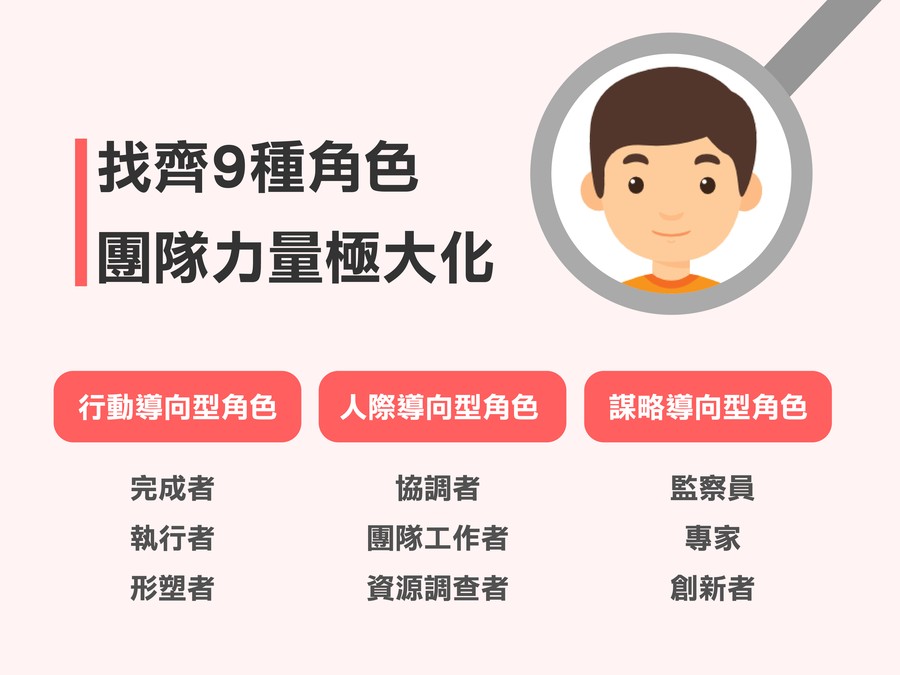 找齊9種角色
團隊力量極大化
行動導向型角色
完成者
執行者
形塑者
人際導向型角色
協調者
團隊工作者
資源調查者
謀略導向型角色
監察員
專家
創新者